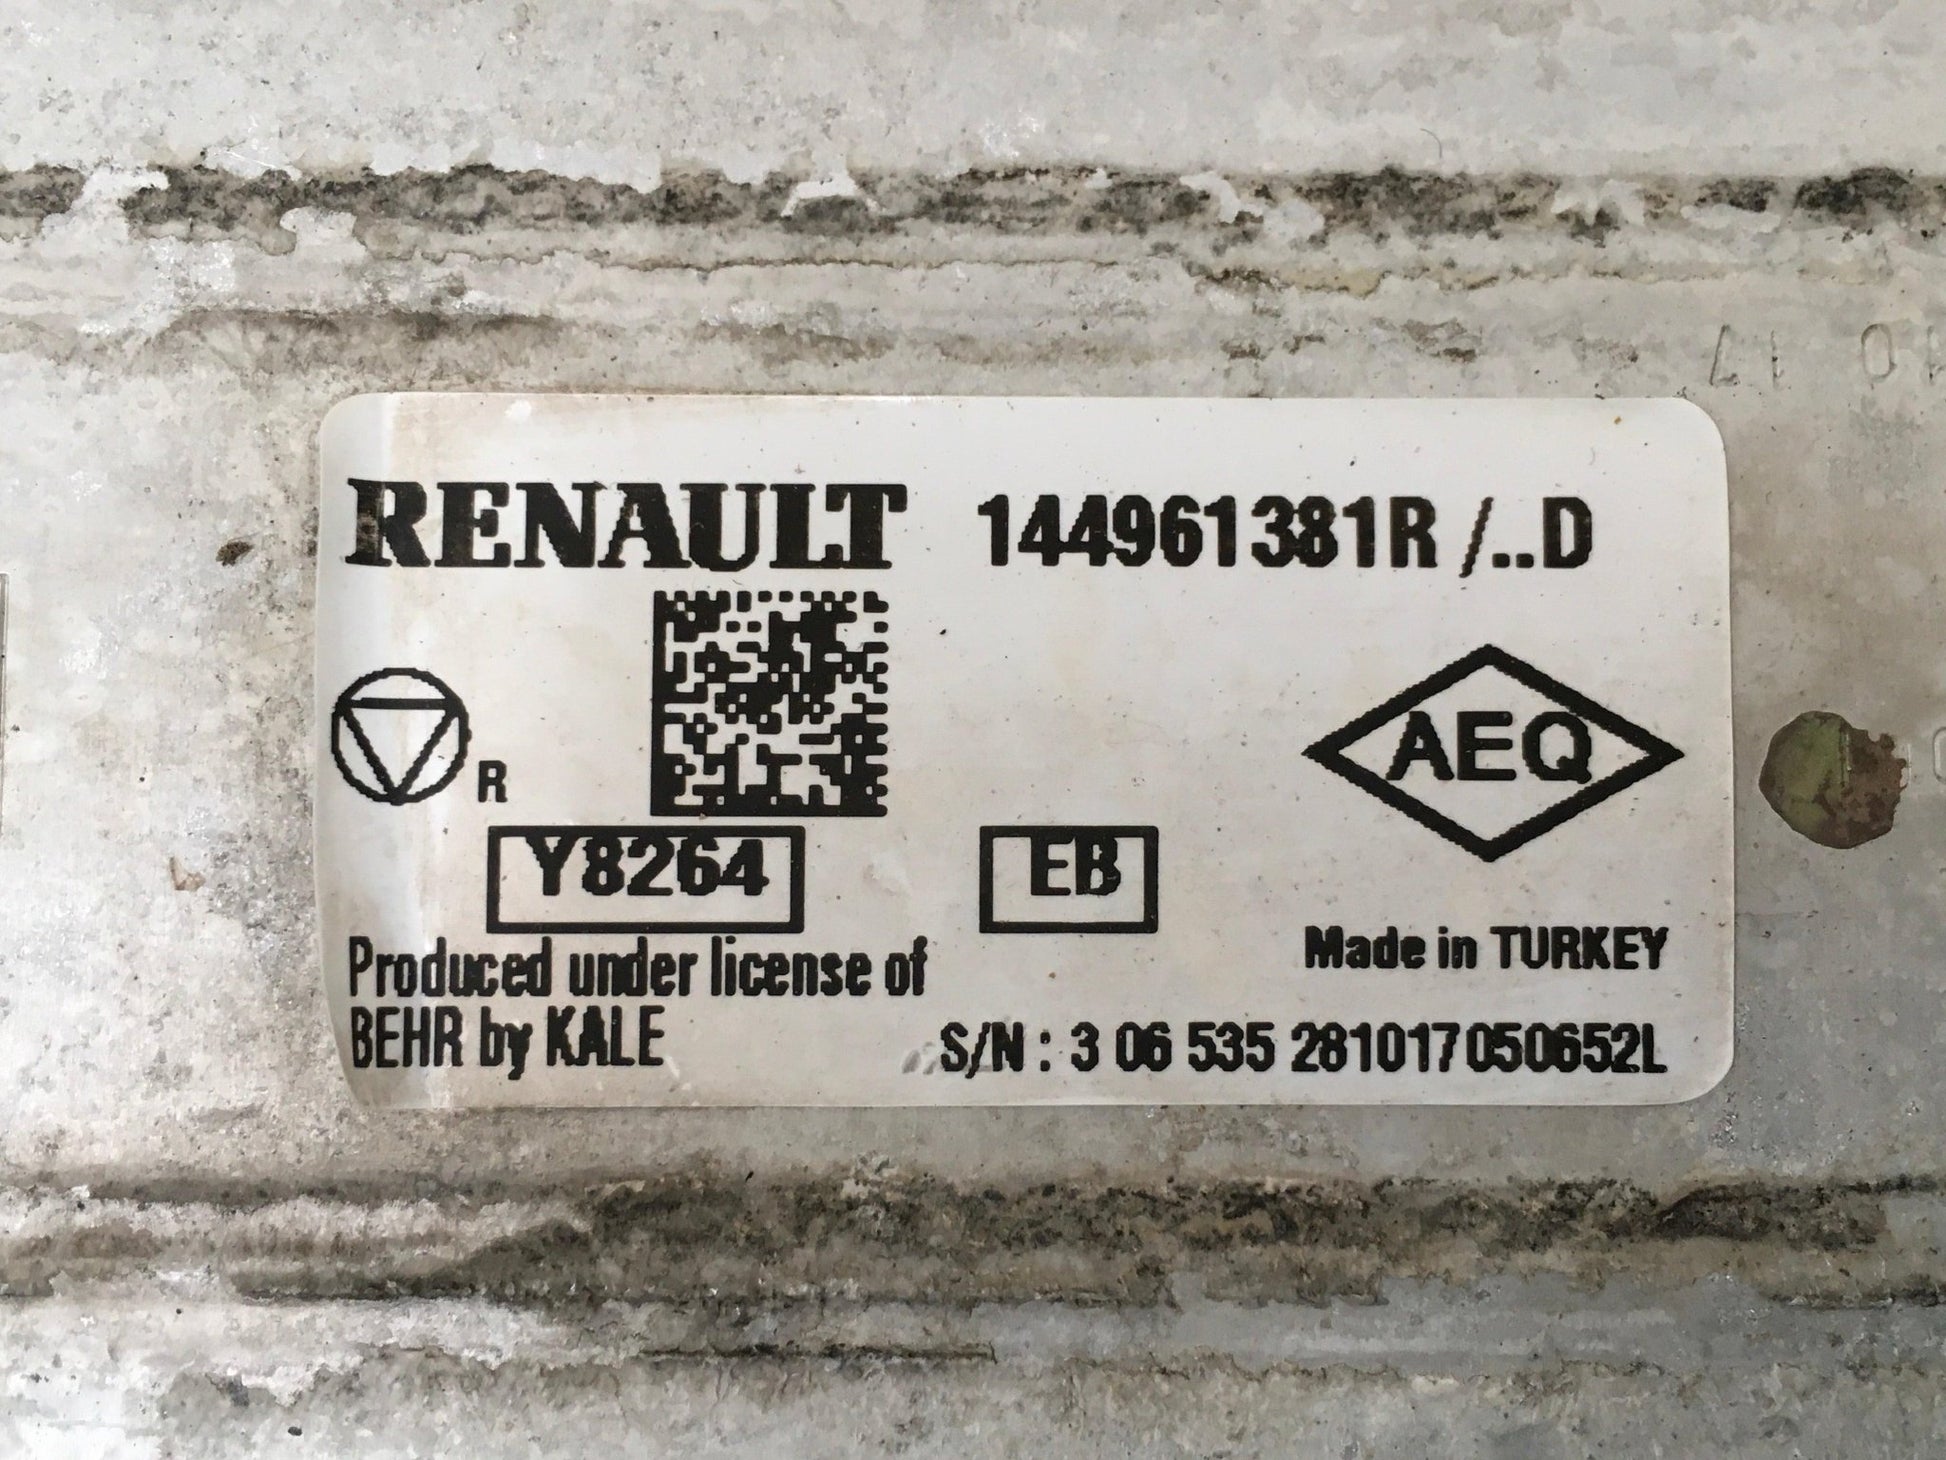 RENAULT 144961381R /..D
R
AEQ
Y8264 EB
Made in TURKEY
Produced under license of
BEHR by KALE
S/N : 3 06 535 281017050652L